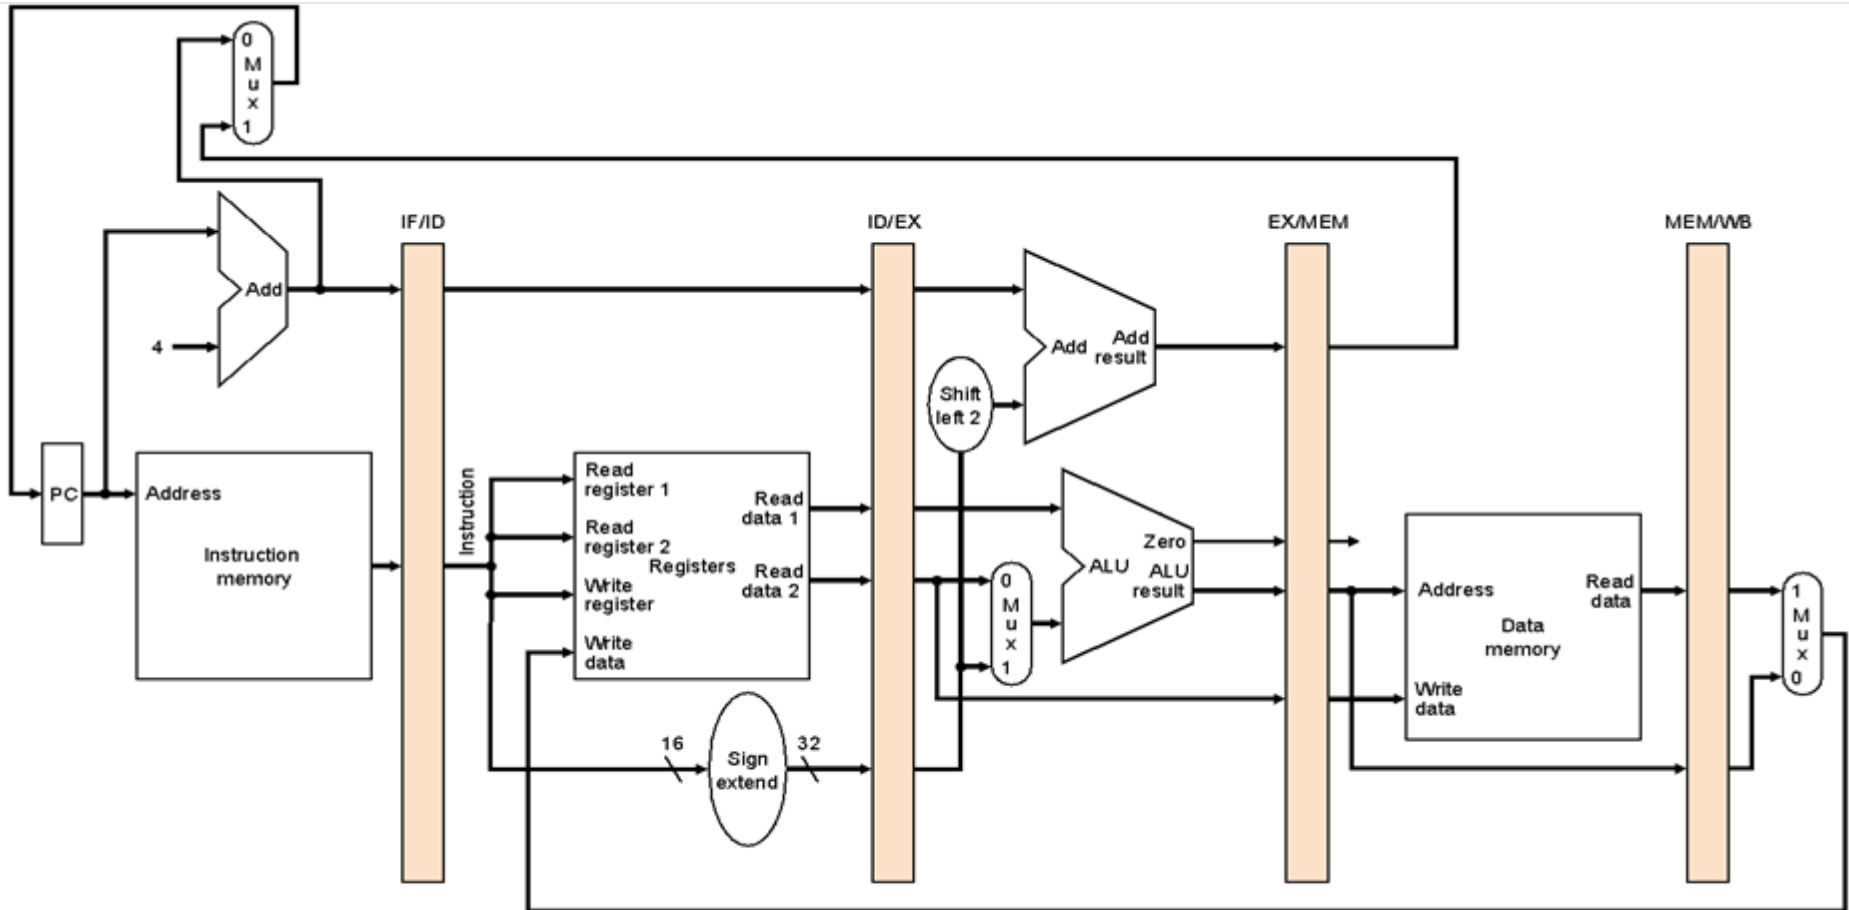 0
M
u
x
1
IF/ID
ID/EX
EX/MEM
MEM/WB
Add
4
Add
Add
result
Shift
left 2
PC
Address
Instruction
memory
Instruction
Read
register 1
Read
register 2
Write
register
Write
data
Registers
Read
data 1
Read
data 2
16
Sign
extend
32
0
M
u
x
1
Zero
ALU
ALU
result
Address
Read
data
Data
memory
Write
data
1
M
u
x
0